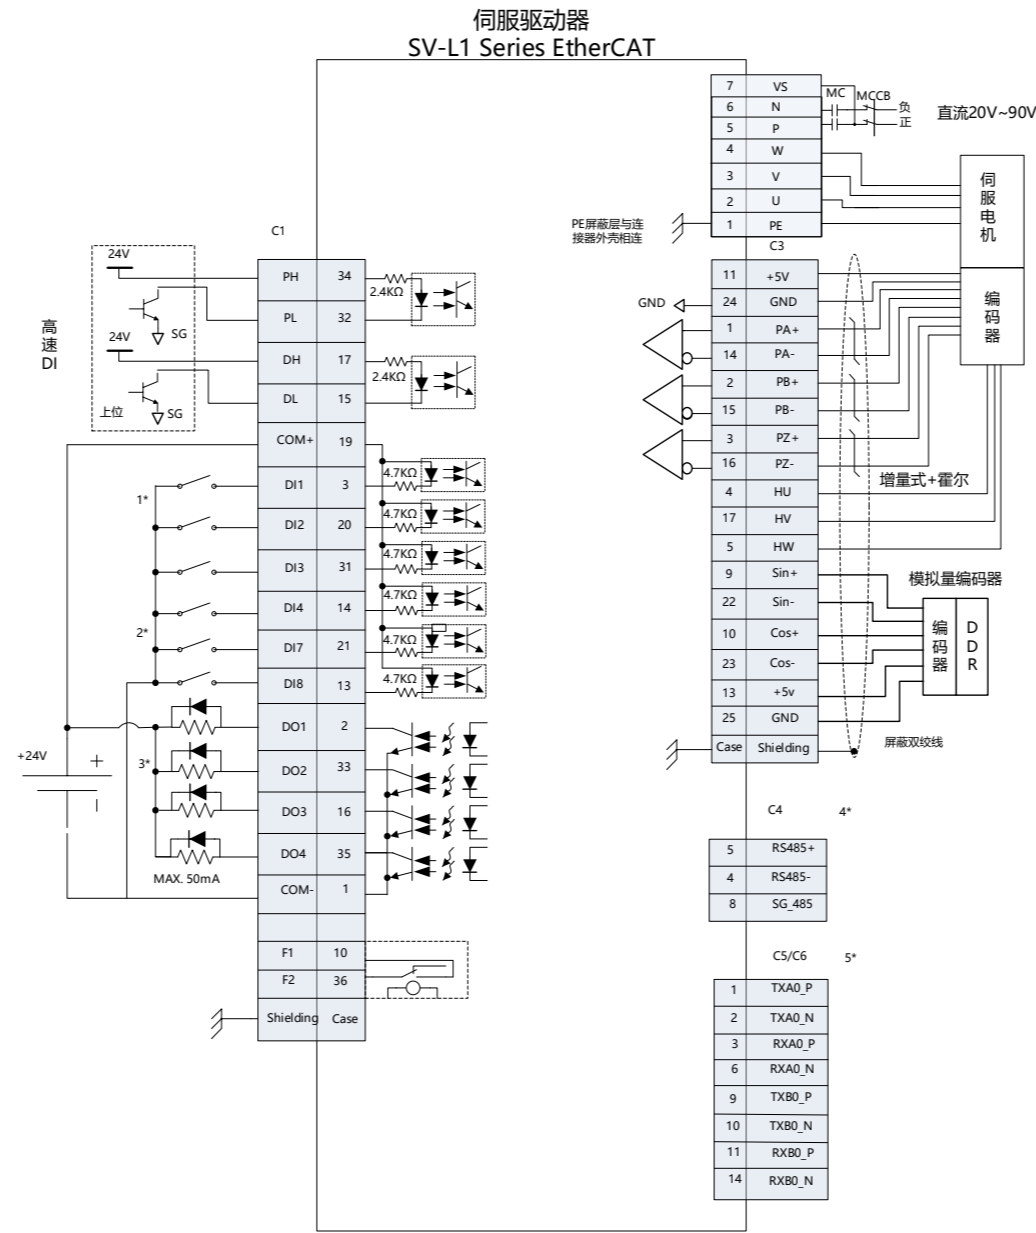 伺服驱动器
SV-L1 Series EtherCAT
7 VS
6 N
5 P
4 W
3 V
2 U
1 PE
MC
MCCB
负
正
直流20V~90V
伺服电机
PE屏蔽层与连
接器外壳相连
C3
11 +5V
24 GND
1 PA+
14 PA-
2 PB+
15 PB-
3 PZ+
16 PZ-
4 HU
17 HV
5 HW
9 Sin+
22 Sin-
10 Cos+
23 Cos-
13 +5v
25 GND
Case Shielding
GND
编码器
增量式+霍尔
模拟量编码器
编码器
DDR
屏蔽双绞线
C4
4*
5 RS485+
4 RS485-
8 SG_485
C5/C6
5*
1 TXA0_P
2 TXA0_N
3 RXA0_P
6 RXA0_N
9 TXB0_P
10 TXB0_N
11 RXB0_P
14 RXB0_N
C1
PH 34
PL 32
DH 17
DL 15
COM+ 19
DI1 3
DI2 20
DI3 31
DI4 14
DI7 21
DI8 13
DO1 2
DO2 33
DO3 16
DO4 35
COM- 1
F1 10
F2 36
Shielding Case
高速DI
24V
SG
24V
SG
上位
2.4KΩ
2.4KΩ
4.7KΩ
4.7KΩ
4.7KΩ
4.7KΩ
4.7KΩ
4.7KΩ
1*
2*
3*
+24V
+
—
MAX. 50mA